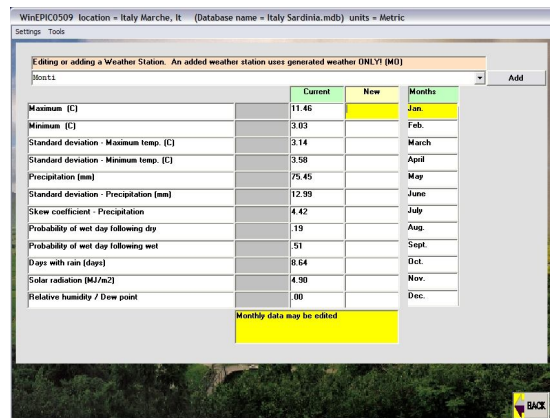 WinEPIC0509 location = Italy Marche, It (Database name = Italy Sardinia.mdb) units = Metric
Settings Tools
Editing or adding a Weather Station. An added weather station uses generated weather ONLY! (MO)
Monti Add
Current New Months
Maximum (C) 11.46 Jan.
Minimum (C) 3.03 Feb.
Standard deviation - Maximum temp. (C) 3.14 March
Standard deviation - Minimum temp. (C) 3.58 April
Precipitation (mm) 75.45 May
Standard deviation - Precipitation (mm) 12.99 June
Skew coefficient - Precipitation 4.42 July
Probability of wet day following dry .19 Aug.
Probability of wet day following wet .51 Sept.
Days with rain (days) 8.64 Oct.
Solar radiation (MJ/m2) 4.90 Nov.
Relative humidity / Dew point .00 Dec.
Monthly data may be edited
BACK